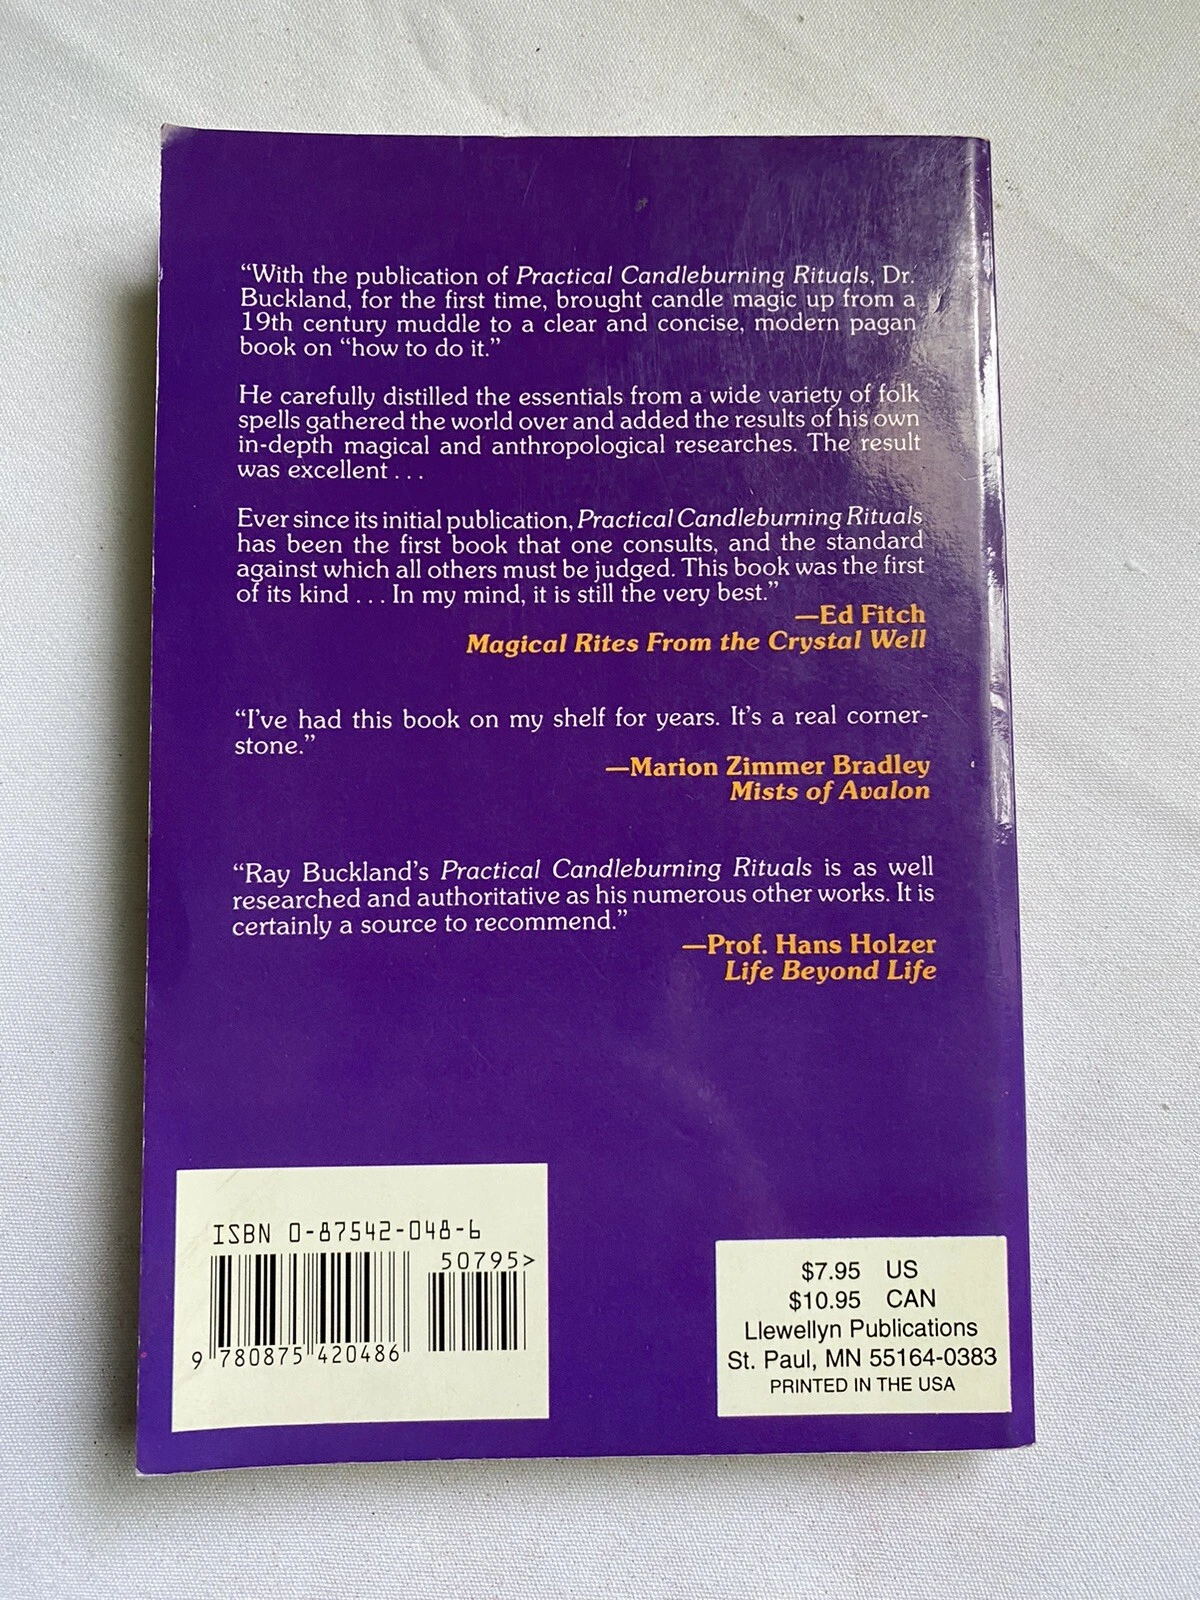 “With the publication of Practical Candleburning Rituals, Dr.
Buckland, for the first time, brought candle magic up from a
19th century muddle to a clear and concise, modern pagan
book on “how to do it.”
He carefully distilled the essentials from a wide variety of folk
spells gathered the world over and added the results of his own
in-depth magical and anthropological researches. The result
was excellent . . .
Ever since its initial publication, Practical Candleburning Rituals
has been the first book that one consults, and the standard
against which all others must be judged. This book was the first
of its kind . . . In my mind, it is still the very best.”
—Ed Fitch
Magical Rites From the Crystal Well
“I’ve had this book on my shelf for years. It’s a real corner-
stone.”
—Marion Zimmer Bradley
Mists of Avalon
“Ray Buckland’s Practical Candleburning Rituals is as well
researched and authoritative as his numerous other works. It is
certainly a source to recommend.”
—Prof. Hans Holzer
Life Beyond Life
ISBN 0-87542-048-6
50795>
9 780875 420486
$7.95 US
$10.95 CAN
Llewellyn Publications
St. Paul, MN 55164-0383
PRINTED IN THE USA